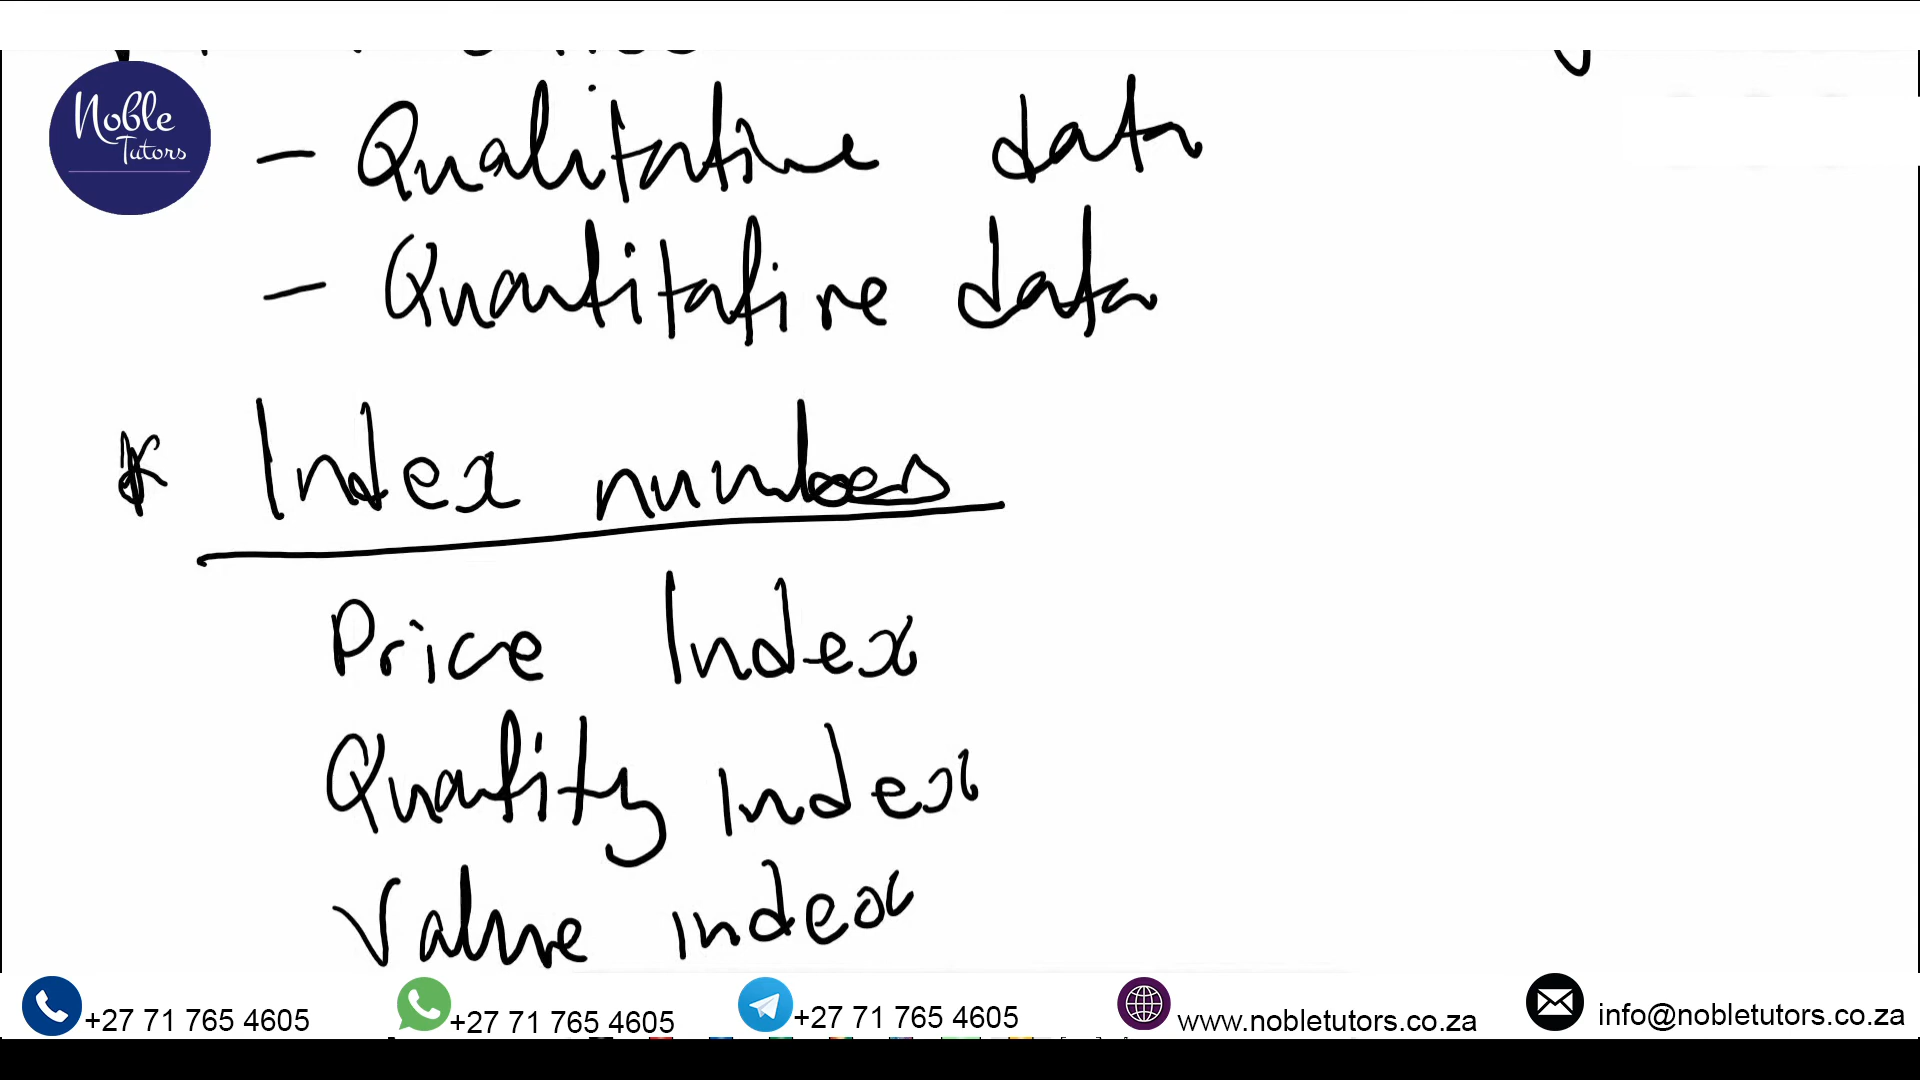 Noble
Tutors
- Qualitative data
- Quantitative data
* Index numbers
Price Index
Quantity index
Value index
+27 71 765 4605
+27 71 765 4605
+27 71 765 4605
www.nobletutors.co.za
info@nobletutors.co.za